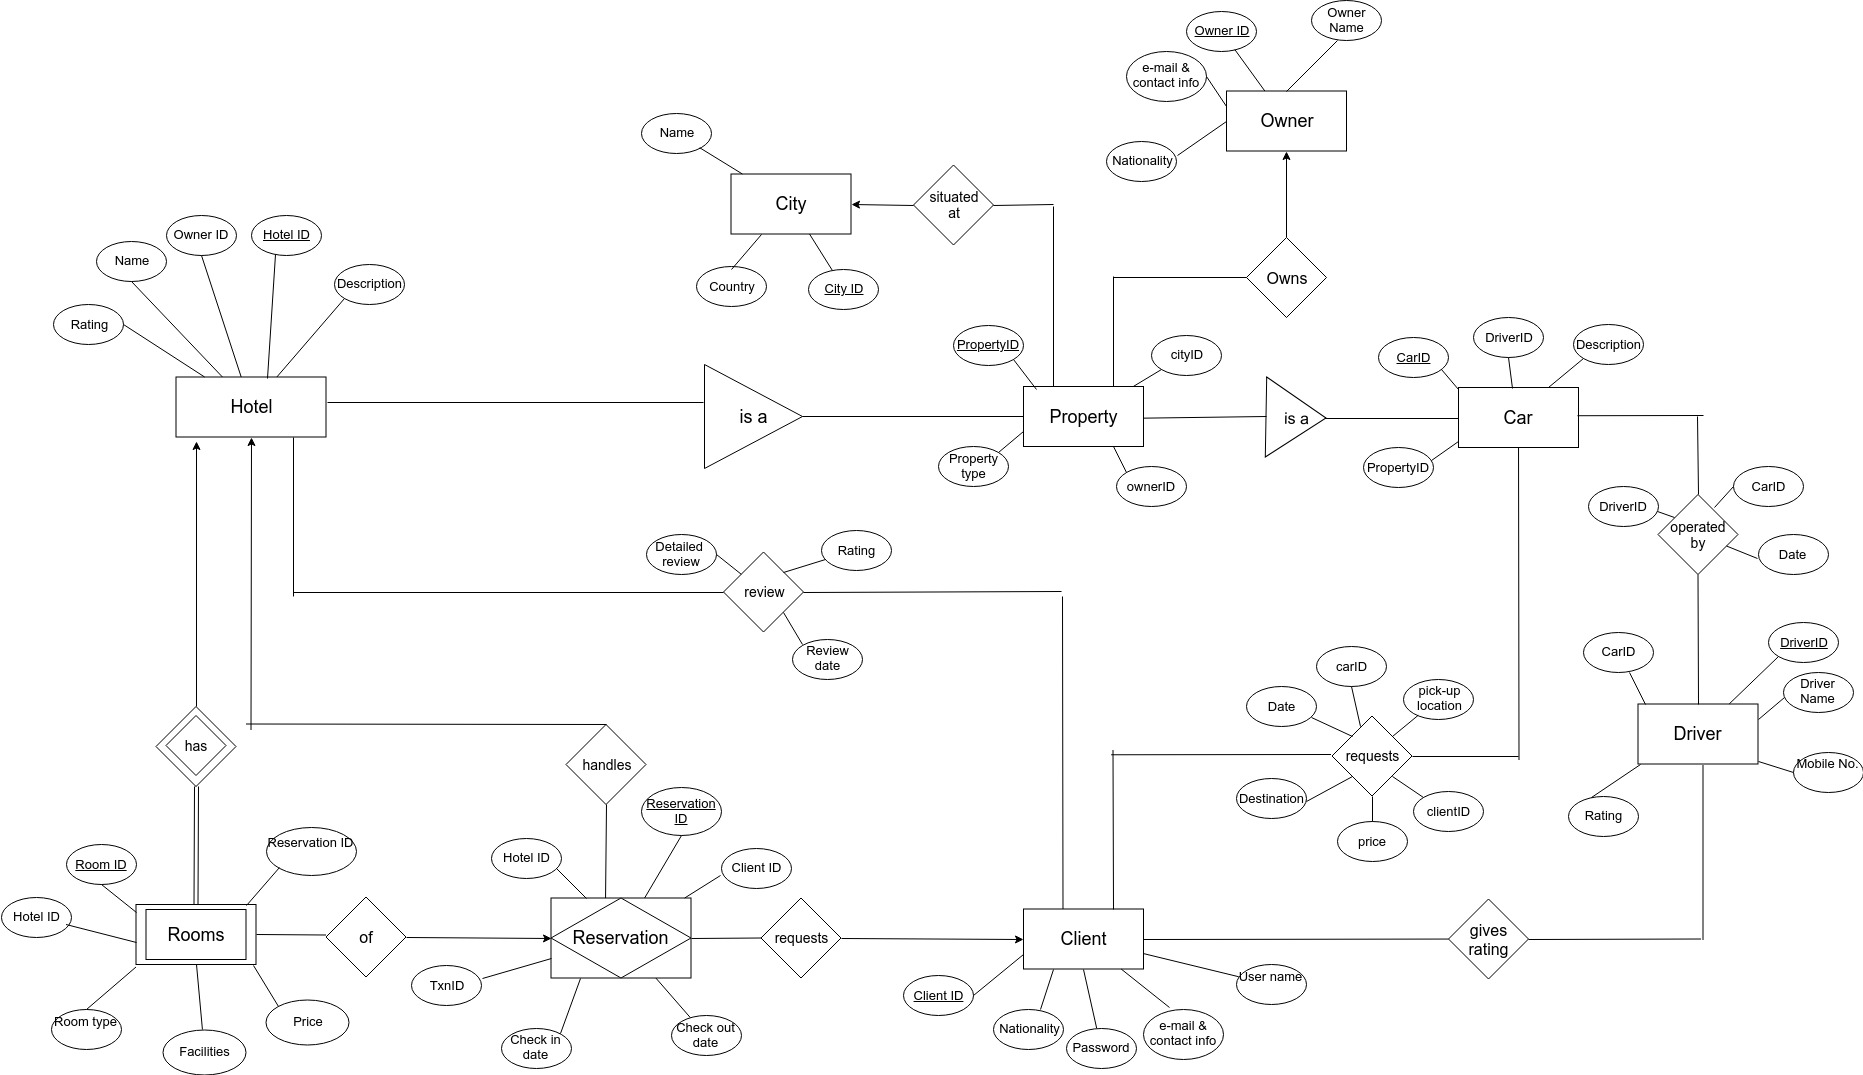 Owner
Name
Owner ID
e-mail &
contact info
Owner
Nationality
Name
City
situated
at
Country
City ID
Owns
Owner ID
Hotel ID
Name
Description
Rating
Hotel
is a
PropertyID
cityID
Property
Property
type
ownerID
is a
CarID
DriverID
Description
Car
PropertyID
DriverID
CarID
operated
by
Date
Detailed
review
Rating
review
Review
date
carID
Date
pick-up
location
requests
Destination
clientID
price
CarID
DriverID
Driver
Name
Driver
Mobile No.
Rating
has
handles
Reservation
ID
Hotel ID
Client ID
Reservation ID
Room ID
Hotel ID
Rooms
of
Reservation
requests
Client
gives
rating
TxnID
Check in
date
Check out
date
Room type
Facilities
Price
Client ID
Nationality
Password
e-mail &
contact info
User name